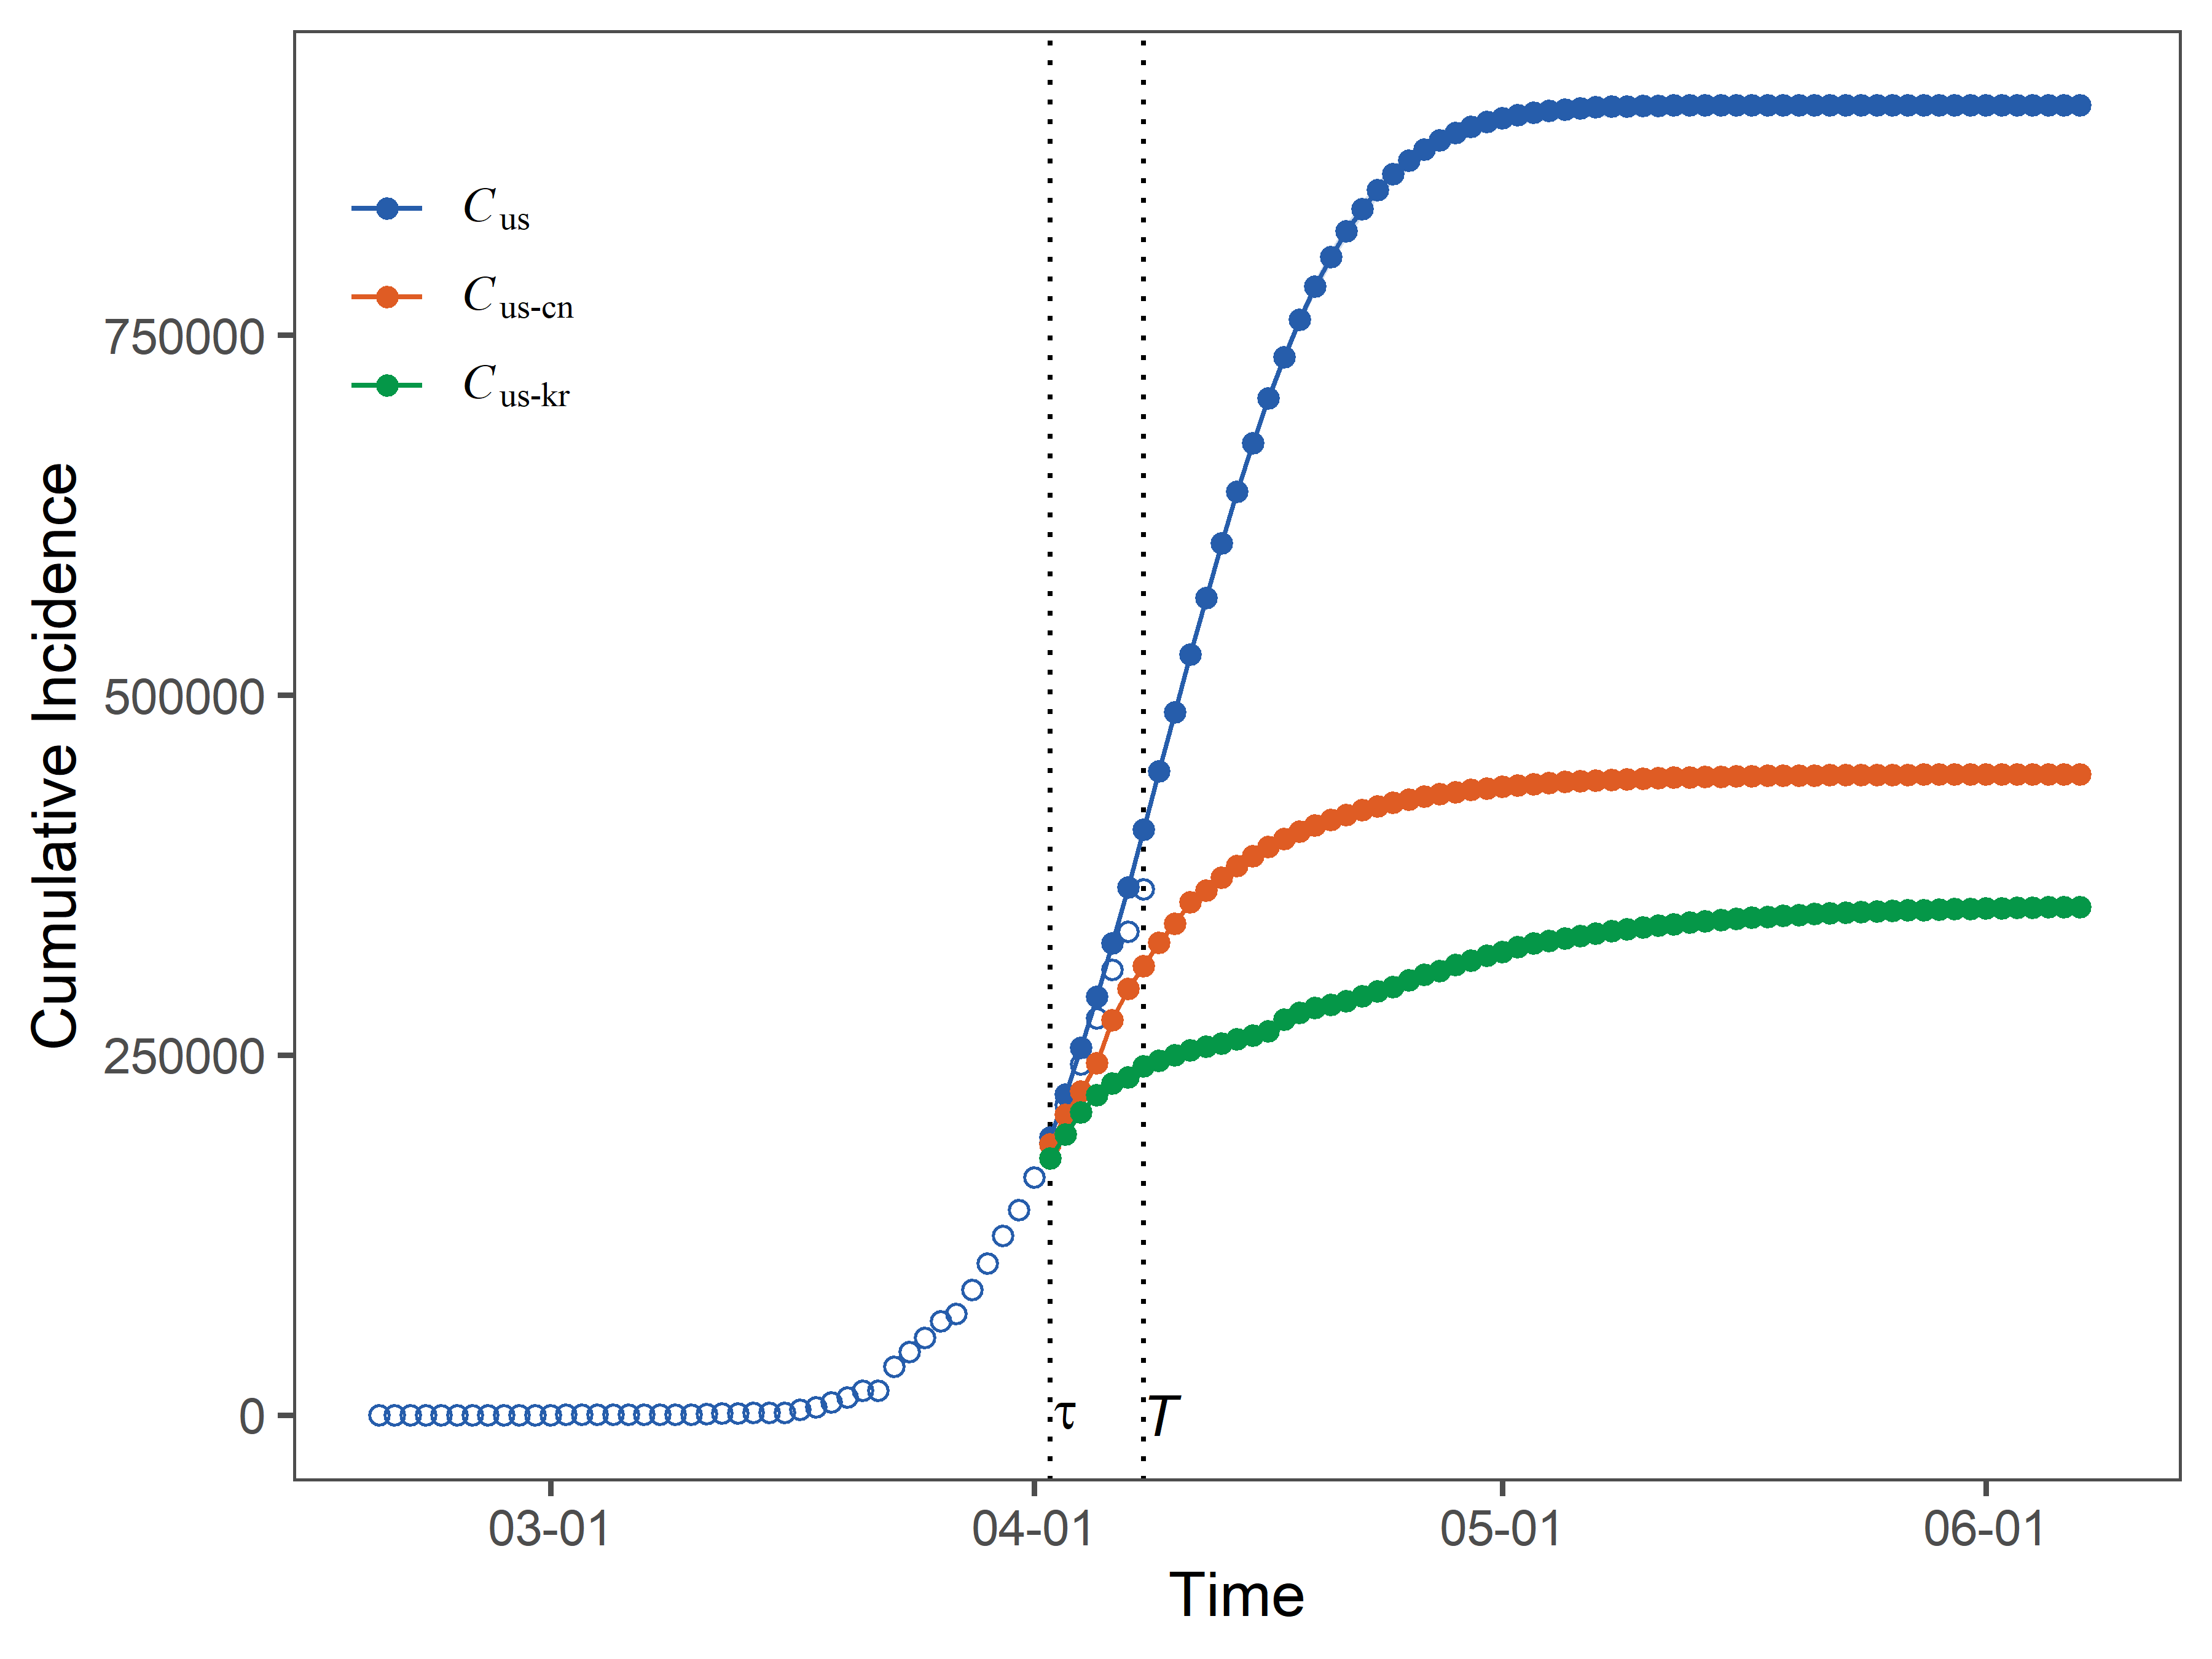 C us
C us-cn
C us-kr
750000
500000
250000
0
Cumulative Incidence
τ
T
03-01
04-01
05-01
06-01
Time